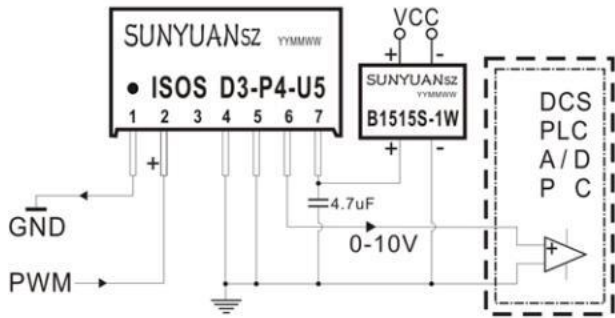 VCC
+ -
SUNYUANSZ YYMMWW
ISOS D3-P4-U5
1 2 3 4 5 6 7
+
SUNYUANSZ
YYMMWW
B1515S-1W
+ -
DCS
PLC
A/D
P C
4.7uF
GND
0-10V
+
PWM